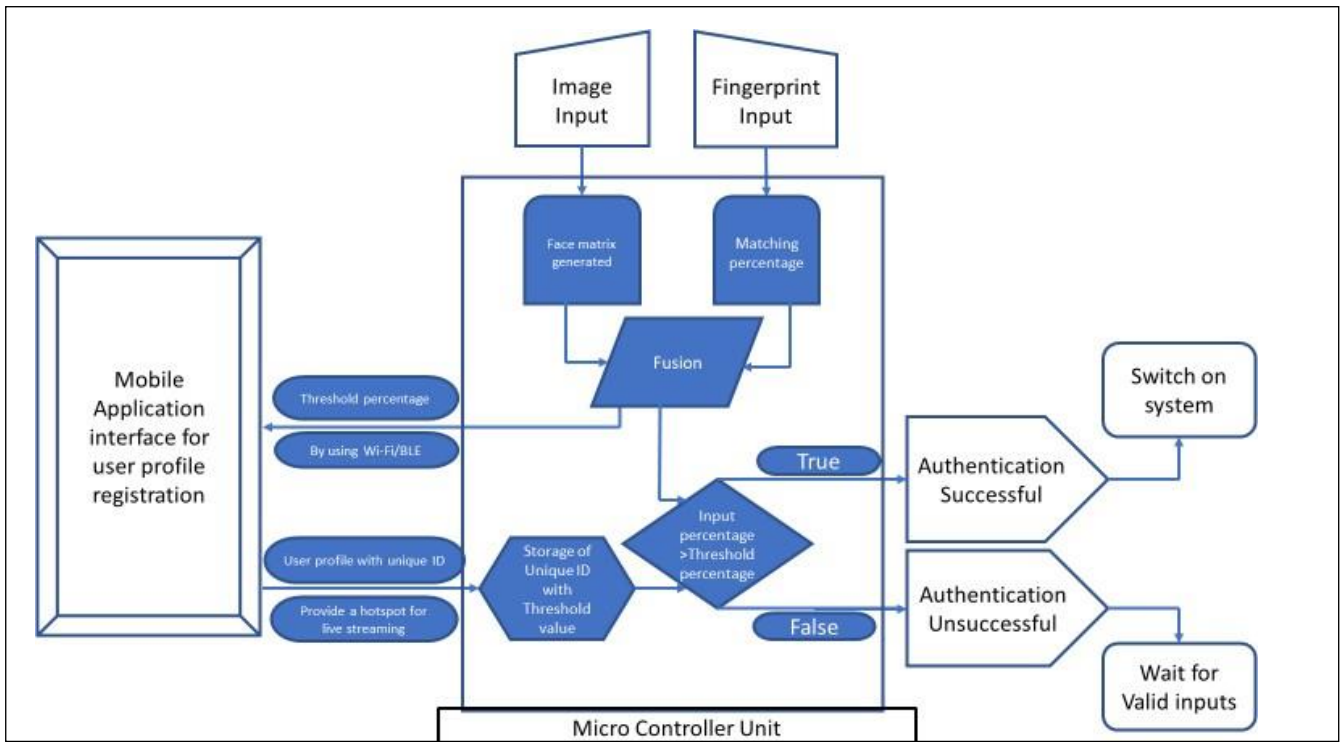 Image
Input
Fingerprint
Input
Face matrix
generated
Matching
percentage
Fusion
Mobile
Application
interface for
user profile
registration
Threshold percentage
By using Wi-Fi/BLE
User profile with unique ID
Provide a hotspot for
live streaming
Storage of
Unique ID
with
Threshold
value
Input
percentage
>Threshold
percentage
True
False
Authentication
Successful
Switch on
system
Authentication
Unsuccessful
Wait for
Valid inputs
Micro Controller Unit